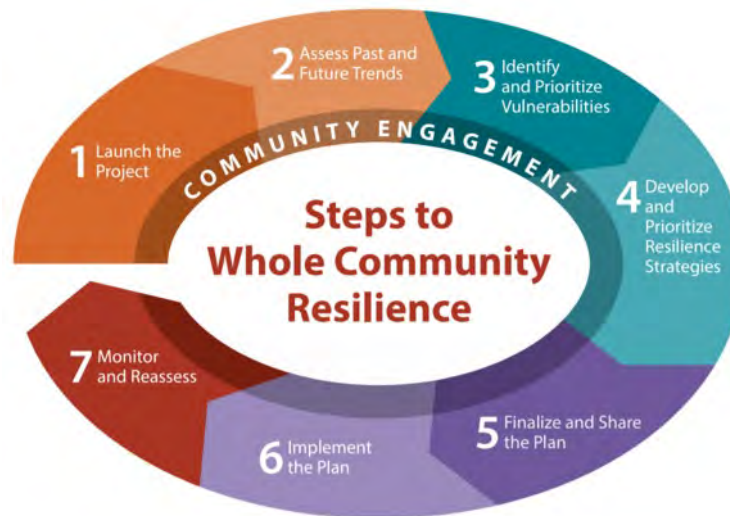 1 Launch the
Project
2 Assess Past and
Future Trends
3 Identify
and Prioritize
Vulnerabilities
4 Develop
and
Prioritize
Resilience
Strategies
5 Finalize and Share
the Plan
6 Implement
the Plan
7 Monitor
and Reassess
COMMUNITY ENGAGEMENT
Steps to
Whole Community
Resilience